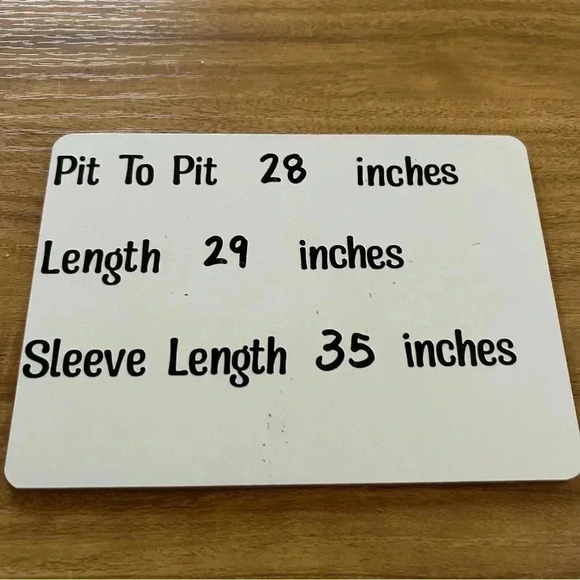 Pit To Pit 28 inches
Length 29 inches
Sleeve Length 35 inches